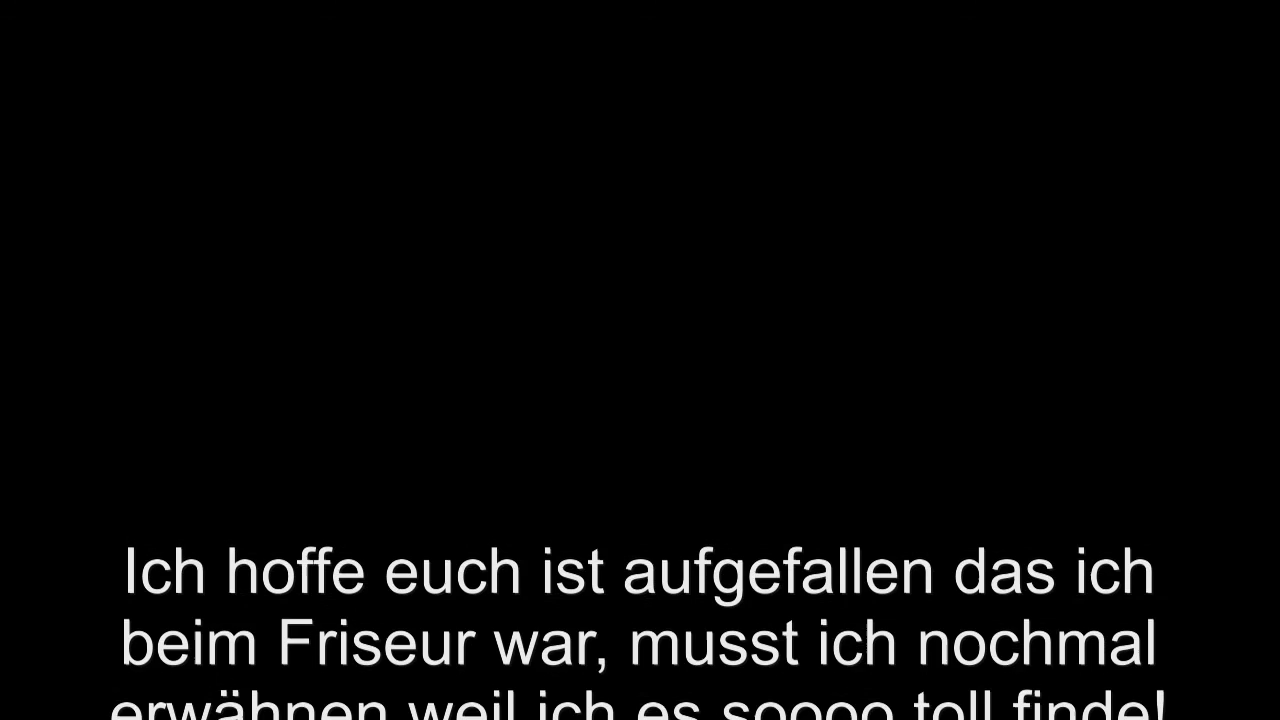 Ich hoffe euch ist aufgefallen das ich
beim Friseur war, musst ich nochmal
erwähnen weil ich es soooo toll finde!